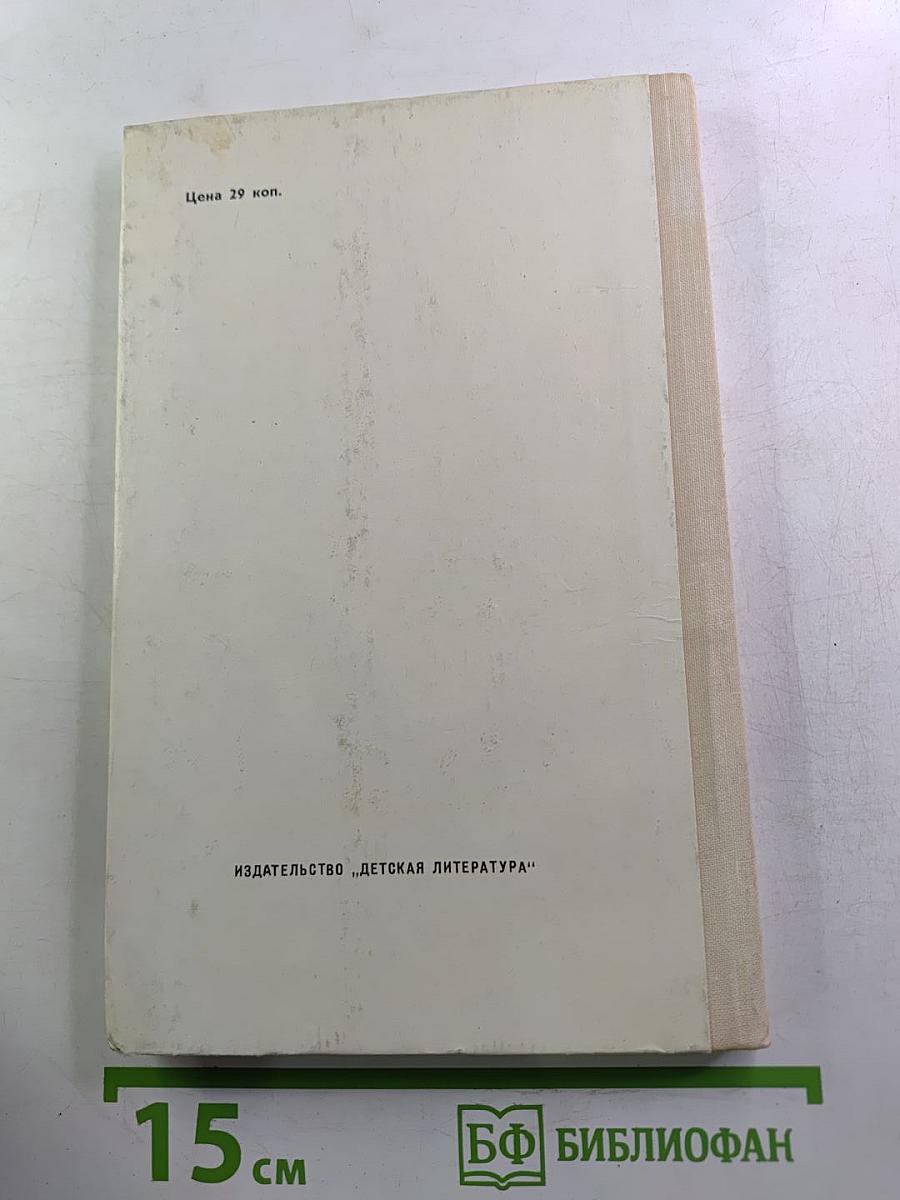 Цена 29 коп.
ИЗДАТЕЛЬСТВО „ДЕТСКАЯ ЛИТЕРАТУРА“
15 см
БФ БИБЛИОФАН